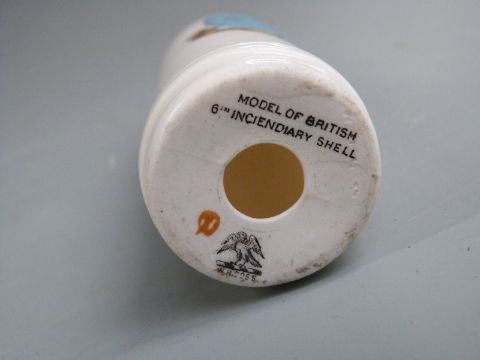 MODEL OF BRITISH
6IN INCIENDIARY SHELL